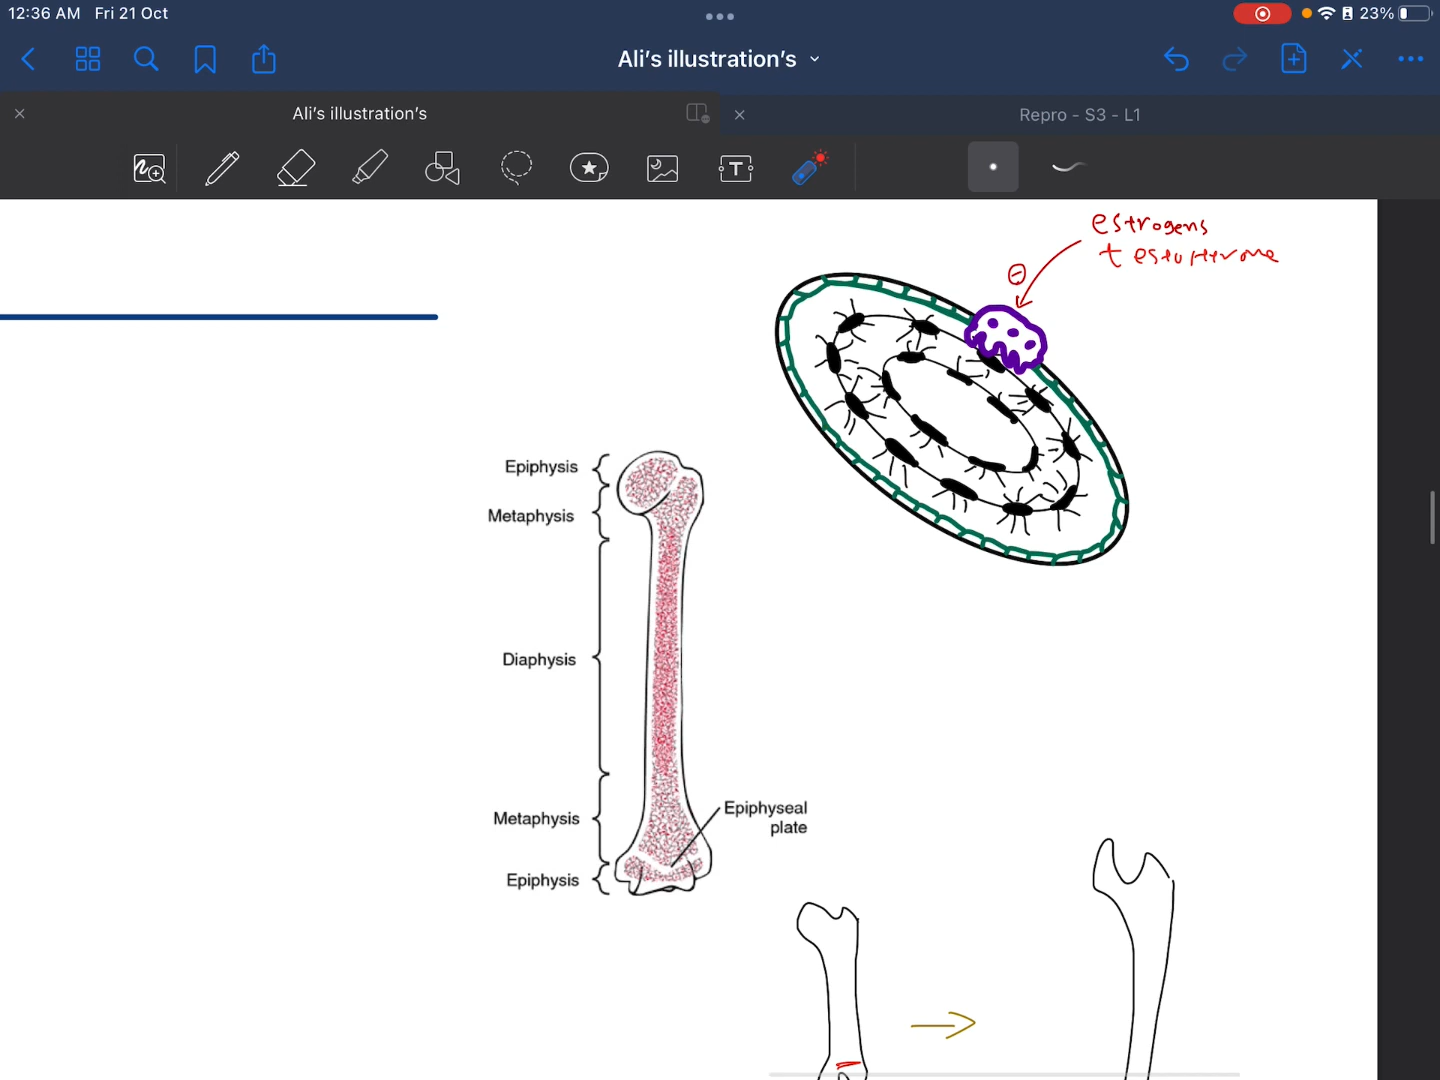 12:36 AM Fri 21 Oct
23%
Ali's illustration's
Ali's illustration's
Repro - S3 - L1
T
estrogens
Epiphysis
Metaphysis
Diaphysis
Metaphysis
Epiphyseal
plate
Epiphysis